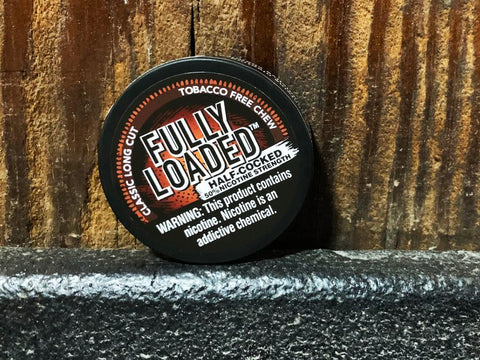 CLASSIC LONG CUT
TOBACCO FREE CHEW
FULLY
LOADED™
HALF-COCKED
50% NICOTINE STRENGTH
WARNING: This product contains
nicotine. Nicotine is an
addictive chemical.